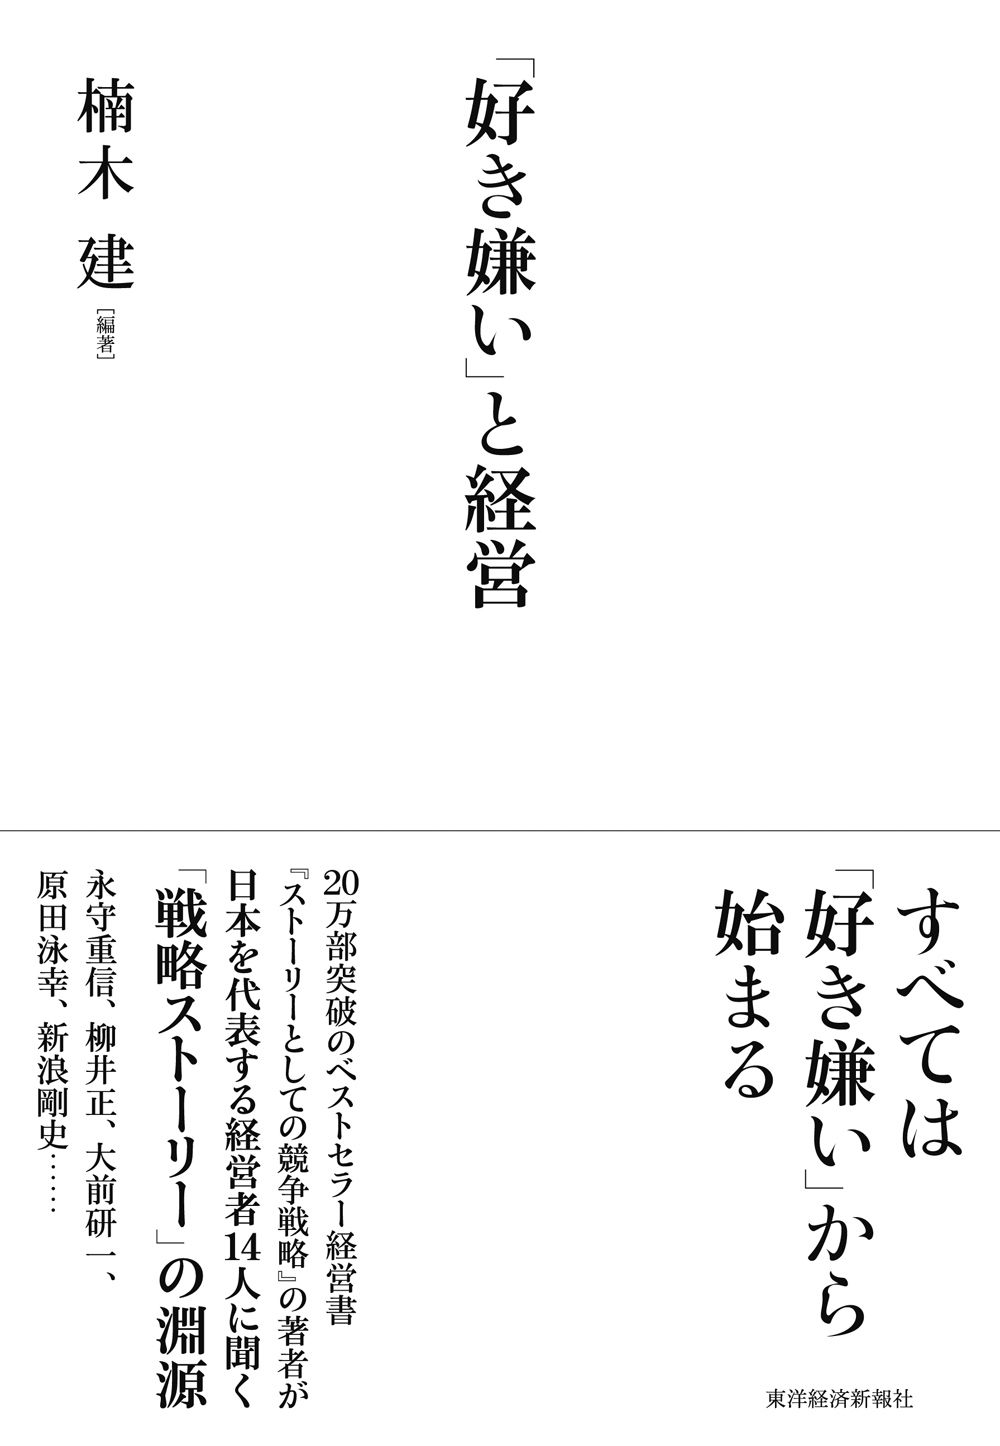 「好き嫌い」と経営
楠木 建
[編著]
すべては
「好き嫌い」から
始まる
20万部突破のベストセラー経営書
『ストーリーとしての競争戦略』の著者が
日本を代表する経営者14人に聞く
「戦略ストーリー」の淵源
永守重信、柳井正、大前研一、
原田泳幸、新浪剛史……
東洋経済新報社